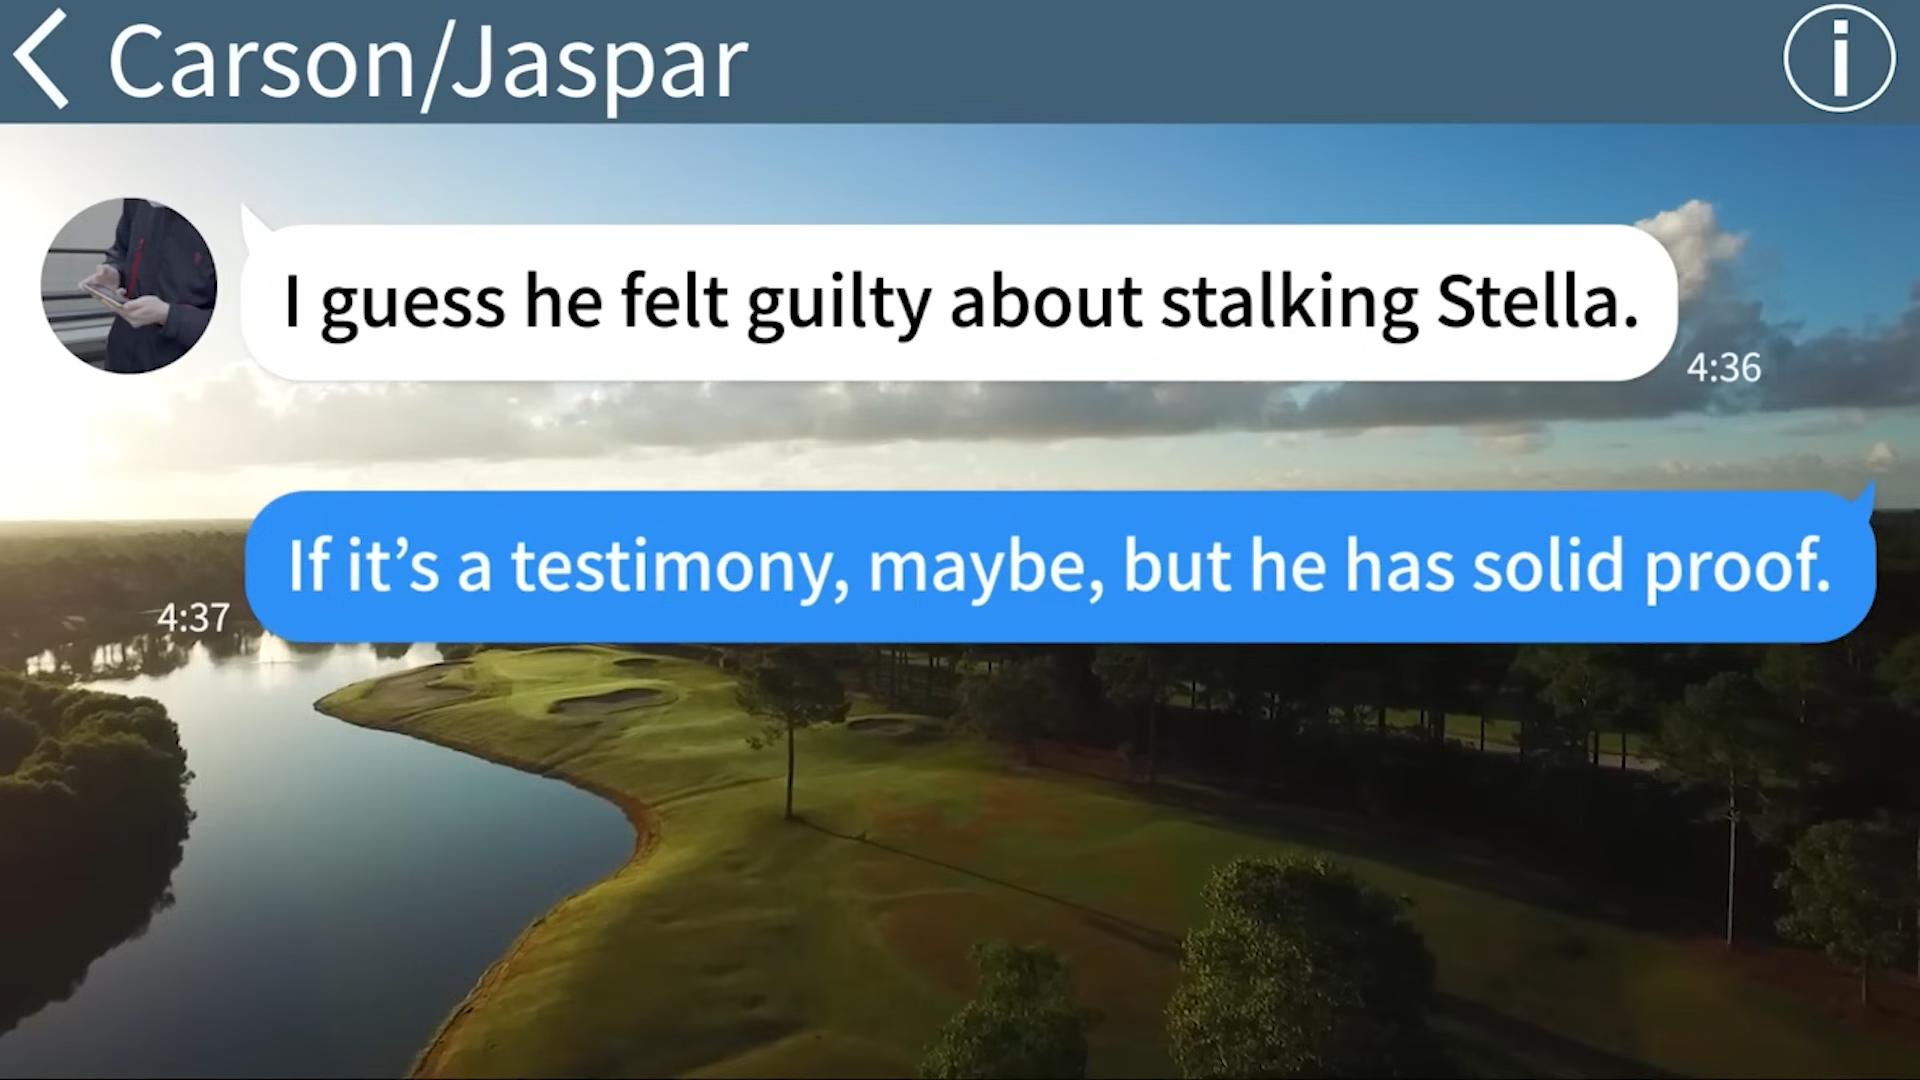 Carson/Jaspar
I guess he felt guilty about stalking Stella.
4:36
If it’s a testimony, maybe, but he has solid proof.
4:37